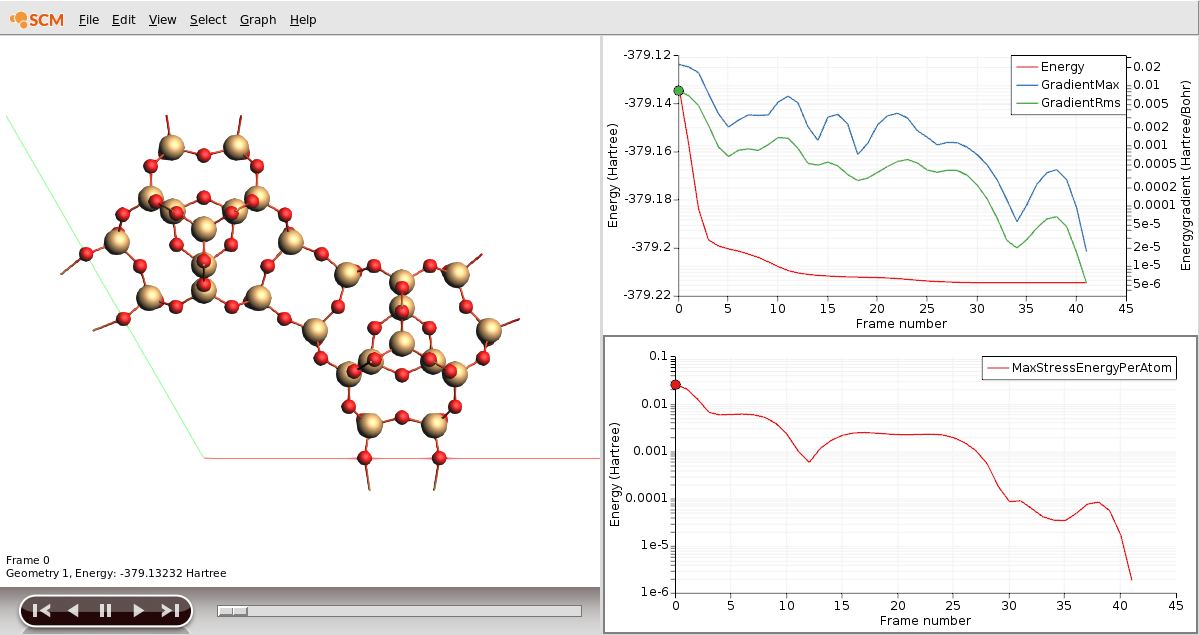 SCM File Edit View Select Graph Help
-379.12
-379.14
-379.16
-379.18
-379.2
-379.22
Energy (Hartree)
0 5 10 15 20 25 30 35 40 45
Frame number
Energy
GradientMax
GradientRms
0.02
0.01
0.005
0.002
0.001
0.0005
0.0002
0.0001
5e-5
2e-5
1e-5
5e-6
Energygradient (Hartree/Bohr)
0.1
0.01
0.001
0.0001
1e-5
1e-6
Energy (Hartree)
MaxStressEnergyPerAtom
0 5 10 15 20 25 30 35 40 45
Frame number
Frame 0
Geometry 1, Energy: -379.13232 Hartree